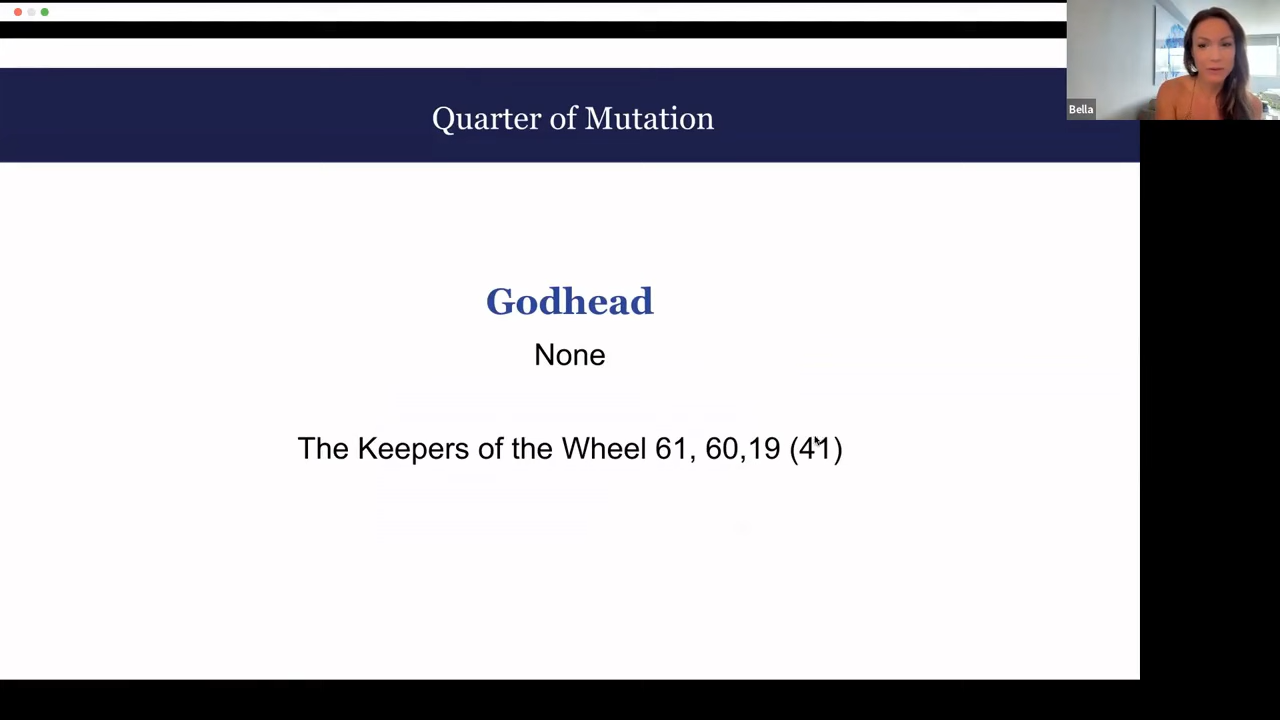 Quarter of Mutation
Bella
Godhead
None
The Keepers of the Wheel 61, 60,19 (41)